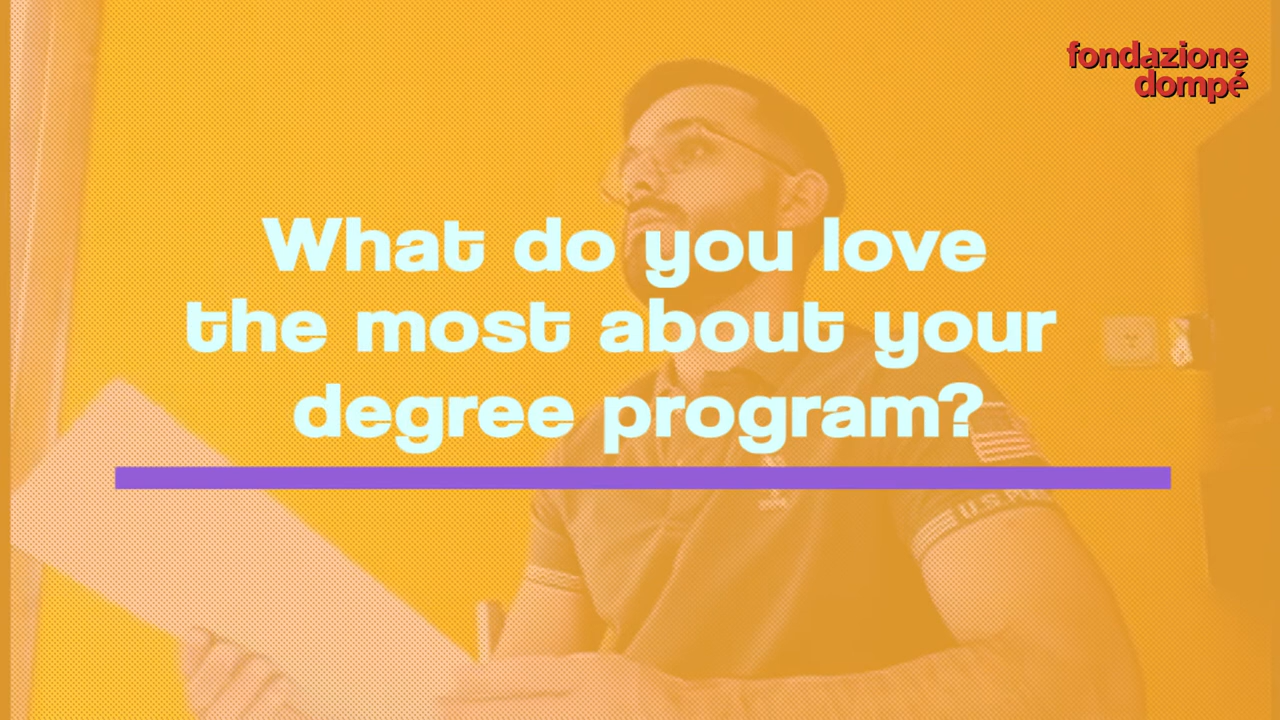 fondazione
dompé
What do you love
the most about your
degree program?